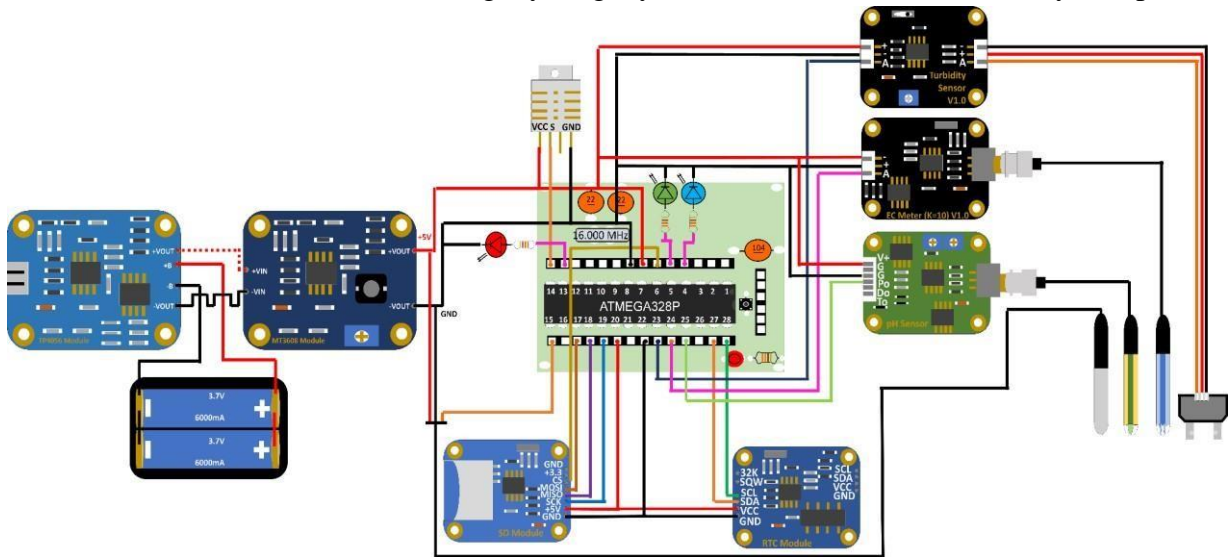 + 
- 
A
-
+
A
Turbidity
Sensor
V1.0
VCC S GND
-
+
A
EC Meter (K=10) V1.0
22
22
16.000 MHz
104
+5V
+VOUT
+B
-B
-VOUT
TP4056 Module
+VIN
-VIN
-VOUT
MT3608 Module
GND
V+
G
G
Po
Do
To
pH Sensor
14 13 12 11 10 9 8 7 6 5 4 3 2 1
ATMEGA328P
15 16 17 18 19 20 21 22 23 24 25 26 27 28
3.7V
6000mA
3.7V
6000mA
GND
+3.3
CS
MOSI
MISO
SCK
+5V
GND
SD Module
32K
SQW
SCL
SDA
VCC
GND
SCL
SDA
VCC
GND
RTC Module